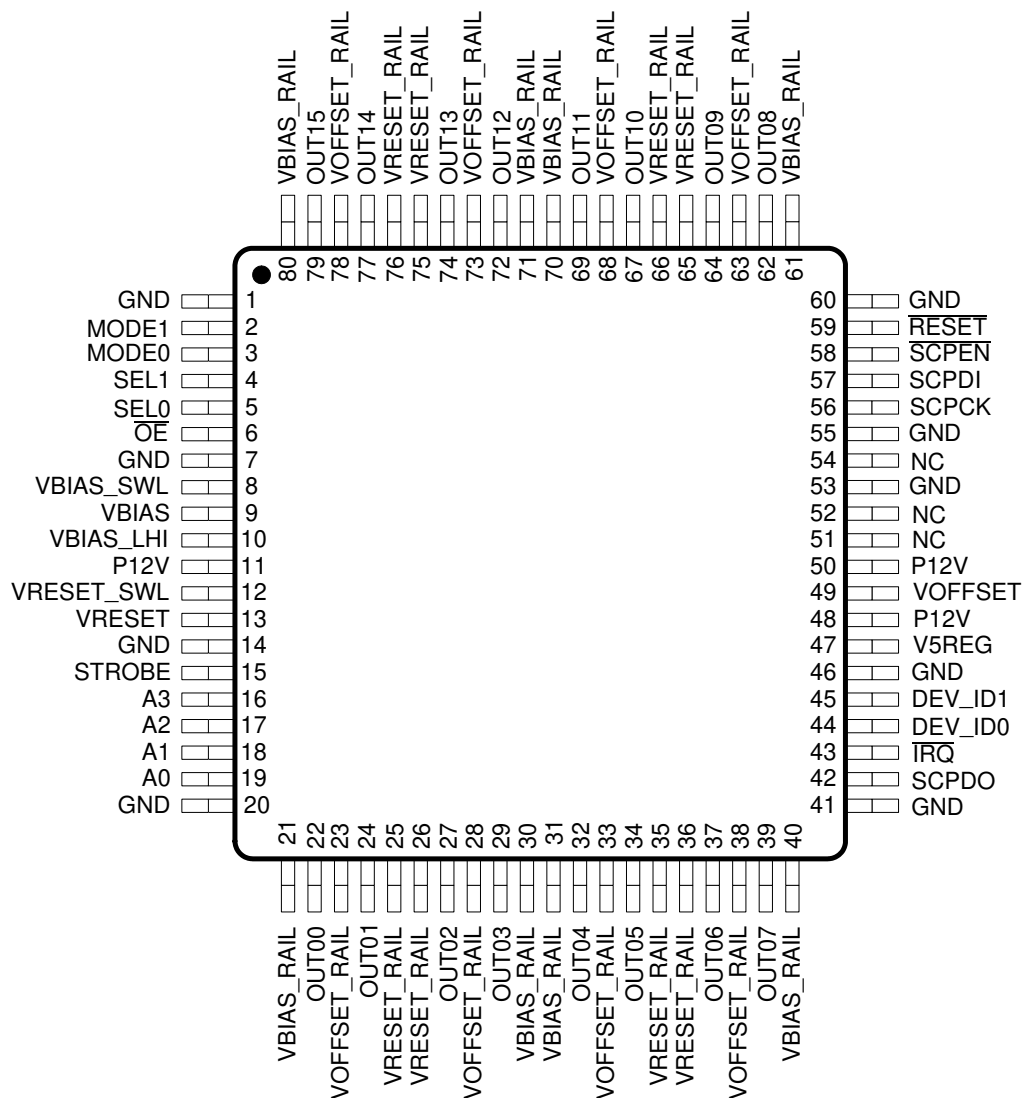 VBIAS_RAIL
OUT15
VOFFSET_RAIL
OUT14
VRESET_RAIL
VRESET_RAIL
OUT13
VOFFSET_RAIL
OUT12
VBIAS_RAIL
VBIAS_RAIL
OUT11
VOFFSET_RAIL
OUT10
VRESET_RAIL
VRESET_RAIL
OUT09
VOFFSET_RAIL
OUT08
VBIAS_RAIL
80
79
78
77
76
75
74
73
72
71
70
69
68
67
66
65
64
63
62
61
GND 1
MODE1 2
MODE0 3
SEL1 4
SEL0 5
OE 6
GND 7
VBIAS_SWL 8
VBIAS 9
VBIAS_LHI 10
P12V 11
VRESET_SWL 12
VRESET 13
GND 14
STROBE 15
A3 16
A2 17
A1 18
A0 19
GND 20
60 GND
59 RESET
58 SCPEN
57 SCPDI
56 SCPCK
55 GND
54 NC
53 GND
52 NC
51 NC
50 P12V
49 VOFFSET
48 P12V
47 V5REG
46 GND
45 DEV_ID1
44 DEV_ID0
43 IRQ
42 SCPDO
41 GND
21
22
23
24
25
26
27
28
29
30
31
32
33
34
35
36
37
38
39
40
VBIAS_RAIL
OUT00
VOFFSET_RAIL
OUT01
VRESET_RAIL
VRESET_RAIL
OUT02
VOFFSET_RAIL
OUT03
VBIAS_RAIL
VBIAS_RAIL
OUT04
VOFFSET_RAIL
OUT05
VRESET_RAIL
VRESET_RAIL
OUT06
VOFFSET_RAIL
OUT07
VBIAS_RAIL